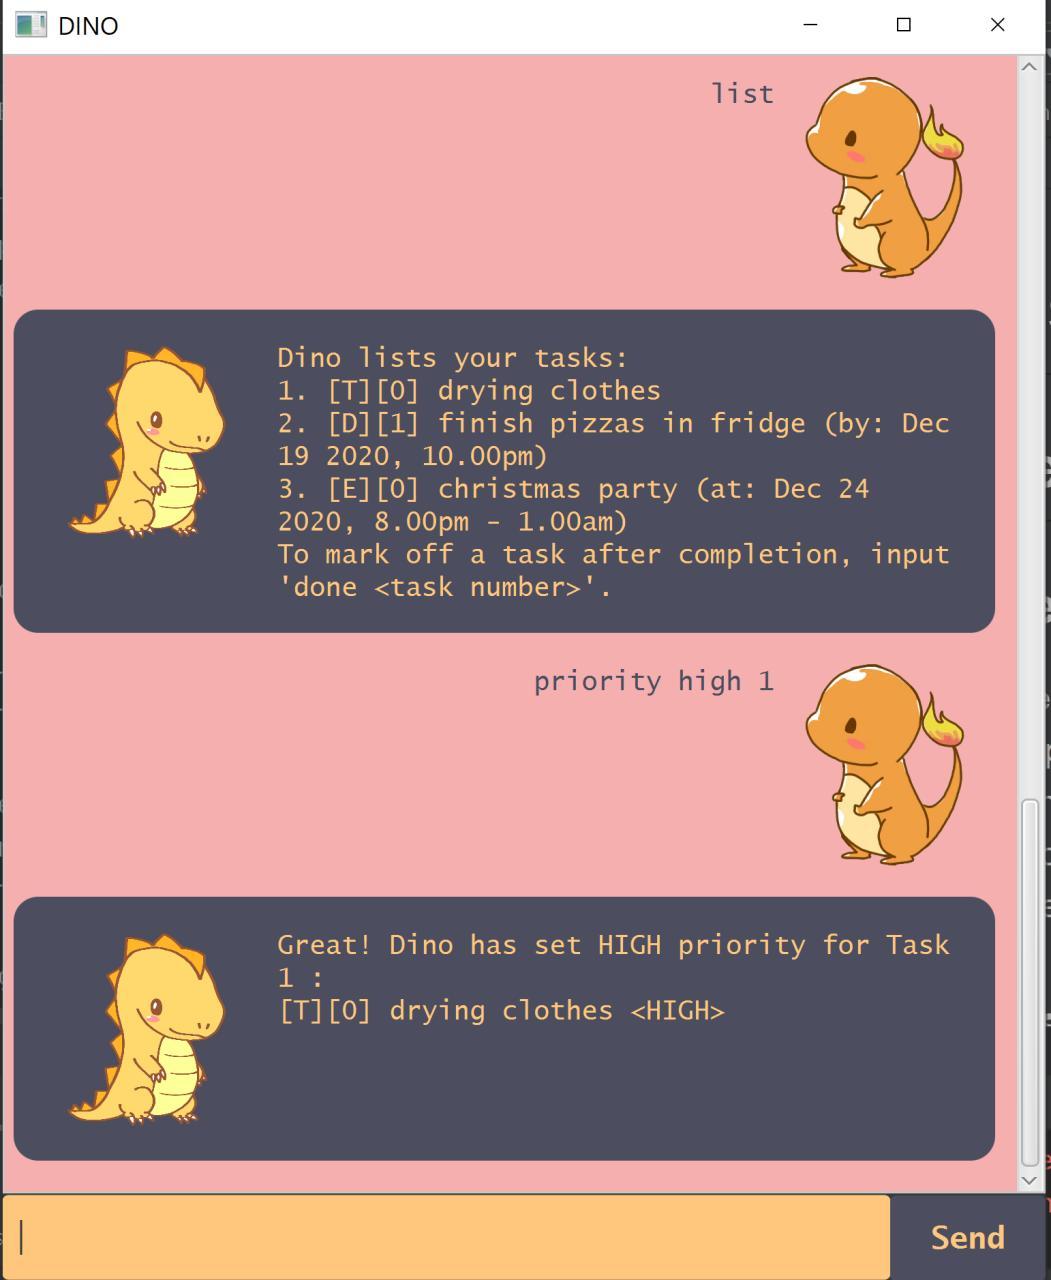 DINO
list
Dino lists your tasks:
1. [T][0] drying clothes
2. [D][1] finish pizzas in fridge (by: Dec
19 2020, 10.00pm)
3. [E][0] christmas party (at: Dec 24
2020, 8.00pm - 1.00am)
To mark off a task after completion, input
'done <task number>'.
priority high 1
Great! Dino has set HIGH priority for Task
1 :
[T][0] drying clothes <HIGH>
Send